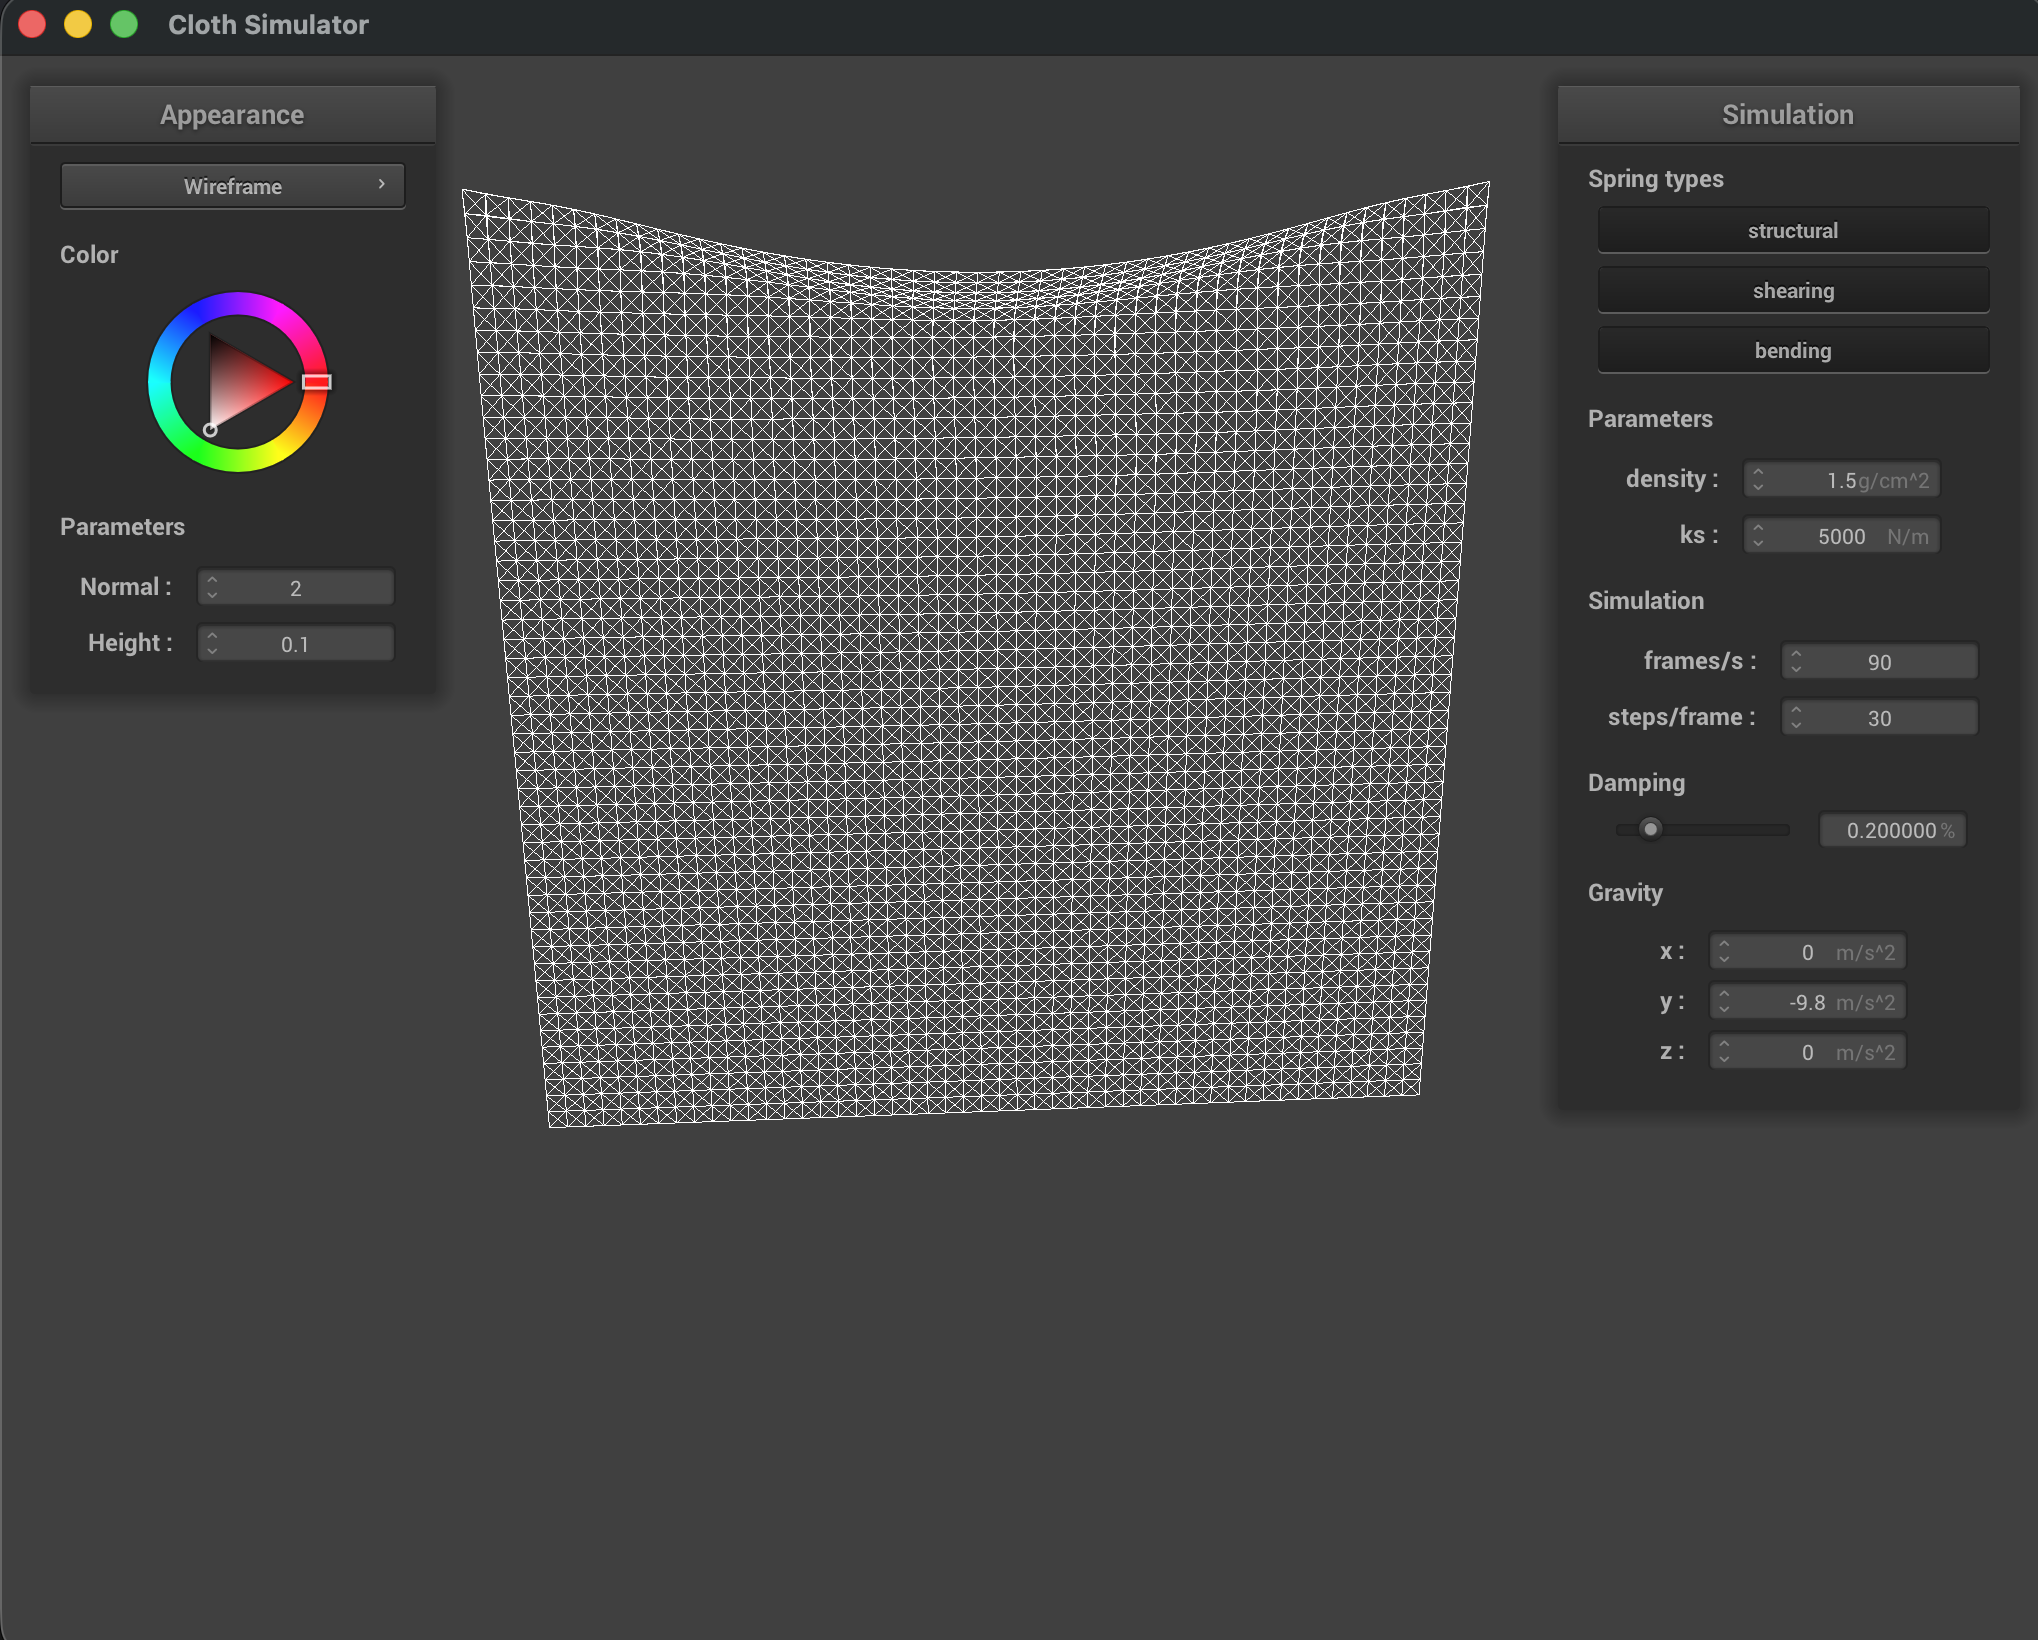 Cloth Simulator
Appearance
Wireframe
Color
Parameters
Normal : 2
Height : 0.1
Simulation
Spring types
structural
shearing
bending
Parameters
density : 1.5 g/cm^2
ks : 5000 N/m
Simulation
frames/s : 90
steps/frame : 30
Damping
0.200000 %
Gravity
x : 0 m/s^2
y : -9.8 m/s^2
z : 0 m/s^2